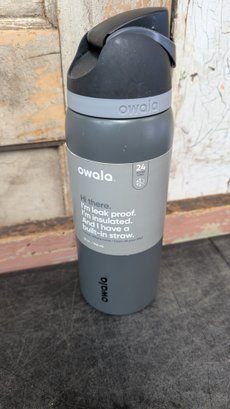 owala
owala.
24
Hi there.
I'm leak proof.
I'm insulated.
And I have a
built-in straw.
owala